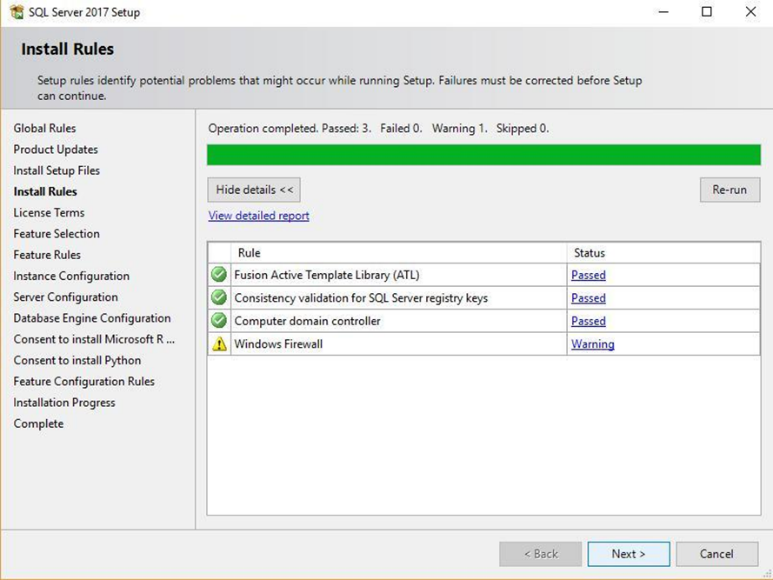 SQL Server 2017 Setup
Install Rules
Setup rules identify potential problems that might occur while running Setup. Failures must be corrected before Setup
can continue.
Global Rules
Product Updates
Install Setup Files
Install Rules
License Terms
Feature Selection
Feature Rules
Instance Configuration
Server Configuration
Database Engine Configuration
Consent to install Microsoft R ...
Consent to install Python
Feature Configuration Rules
Installation Progress
Complete
Operation completed. Passed: 3. Failed 0. Warning 1. Skipped 0.
Hide details << Re-run
View detailed report
Rule Status
Fusion Active Template Library (ATL) Passed
Consistency validation for SQL Server registry keys Passed
Computer domain controller Passed
Windows Firewall Warning
< Back Next > Cancel